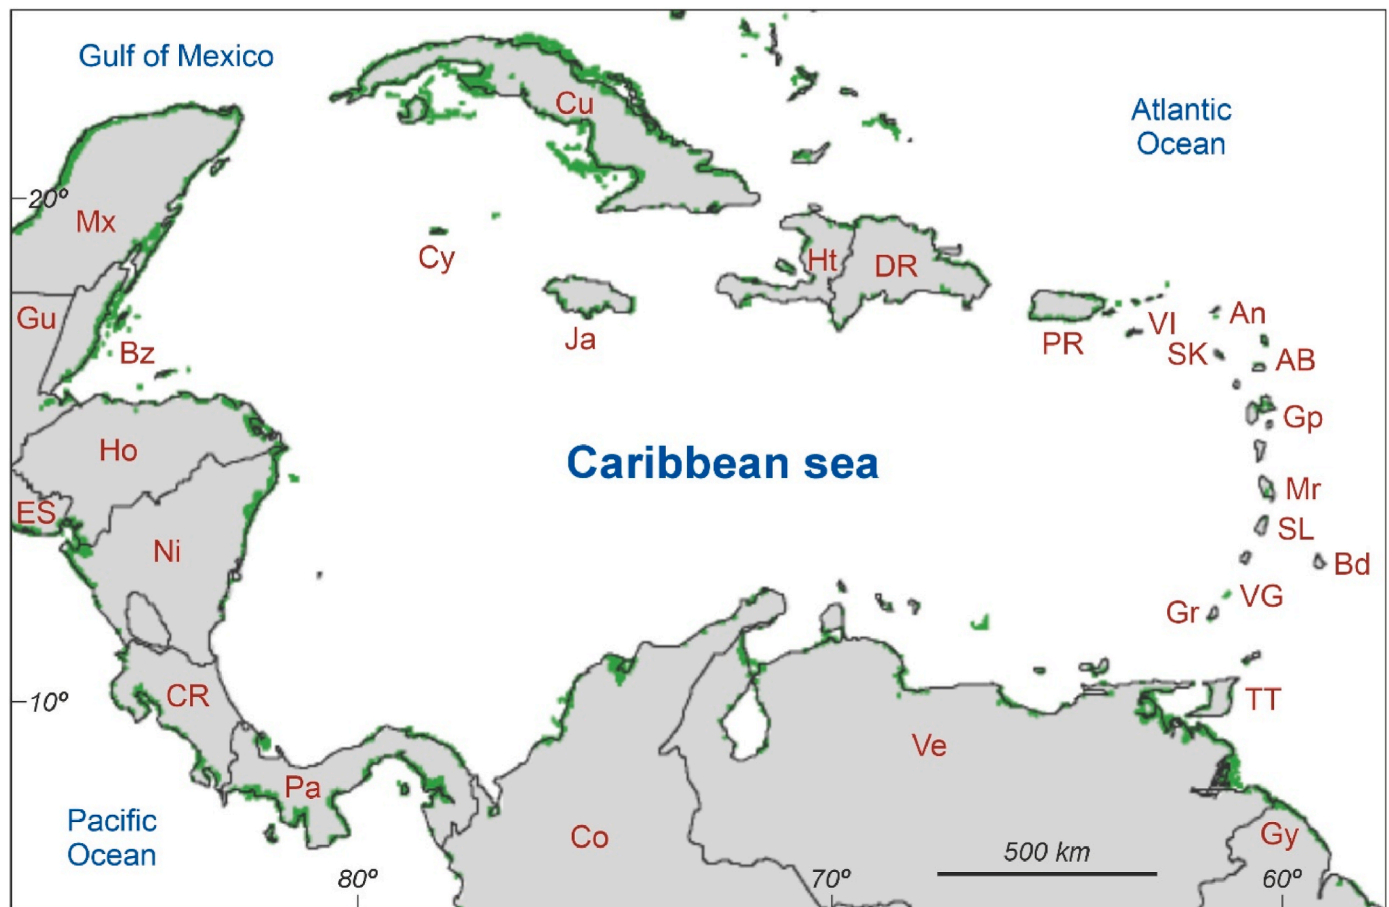 Gulf of Mexico
Atlantic
Ocean
Cu
20º
Mx
Cy
Ht
DR
Gu
Bz
Ja
PR
VI
An
SK
AB
Gp
Ho
Caribbean sea
Mr
ES
SL
Ni
Bd
VG
Gr
CR
10º
TT
Ve
Pa
Pacific
Ocean
Co
Gy
500 km
80º
70º
60º